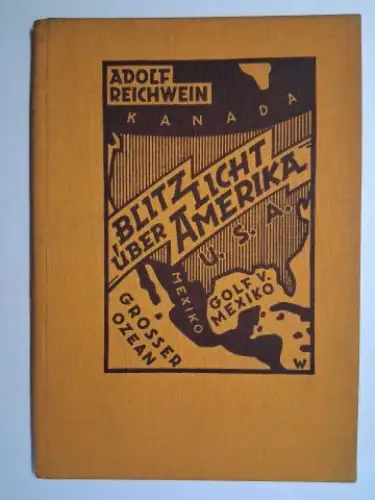 ADOLF
REICHWEIN
KANADA
BLITZLICHT
ÜBER AMERIKA
U. S. A.
MEXIKO
GOLF V.
MEXIKO
GROSSER
OZEAN
W